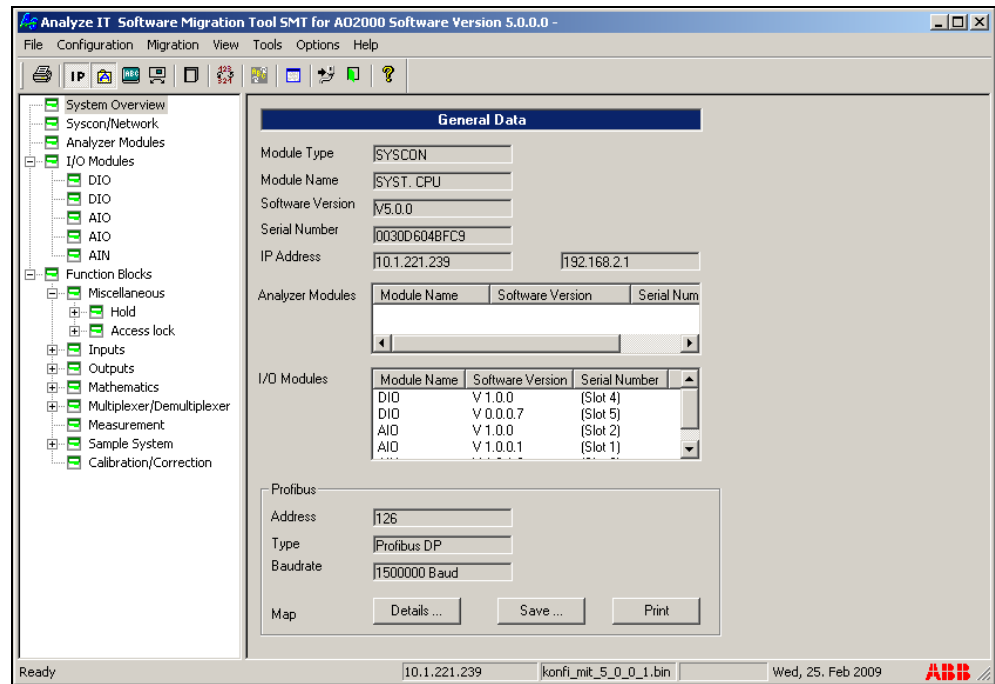 Analyze IT Software Migration Tool SMT for AO2000 Software Version 5.0.0.0 -
File Configuration Migration View Tools Options Help
IP ABC 123 321
System Overview
Syscon/Network
Analyzer Modules
I/O Modules
DIO
DIO
AIO
AIO
AIN
Function Blocks
Miscellaneous
Hold
Access lock
Inputs
Outputs
Mathematics
Multiplexer/Demultiplexer
Measurement
Sample System
Calibration/Correction
General Data
Module Type SYSCON
Module Name SYST. CPU
Software Version V5.0.0
Serial Number 0030D604BFC9
IP Address 10.1.221.239 192.168.2.1
Analyzer Modules Module Name Software Version Serial Num
I/O Modules Module Name Software Version Serial Number
DIO V 1.0.0 (Slot 4)
DIO V 0.0.0.7 (Slot 5)
AIO V 1.0.0 (Slot 2)
AIO V 1.0.0.1 (Slot 1)
Profibus
Address 126
Type Profibus DP
Baudrate 1500000 Baud
Map Details ... Save ... Print
Ready 10.1.221.239 konfi_mit_5_0_0_1.bin Wed, 25. Feb 2009 ABB